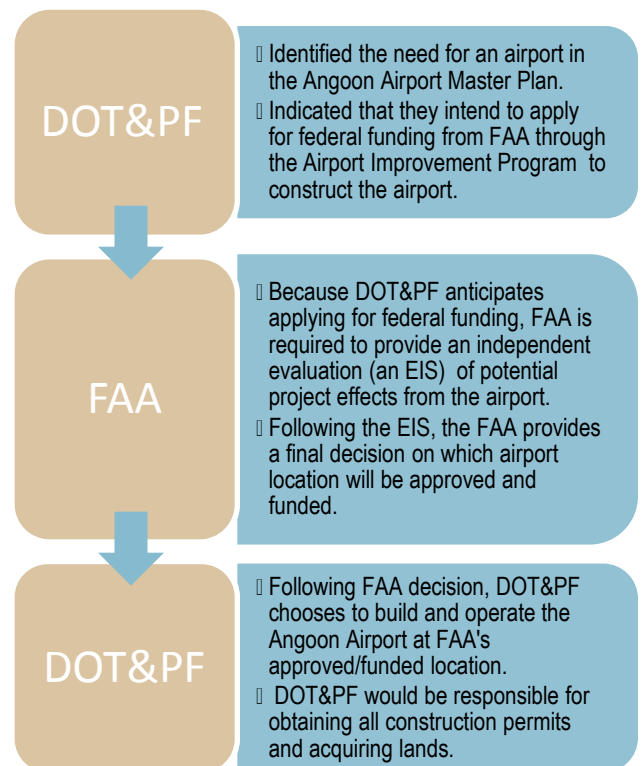 DOT&PF
▯ Identified the need for an airport in
the Angoon Airport Master Plan.
▯ Indicated that they intend to apply
for federal funding from FAA through
the Airport Improvement Program to
construct the airport.
FAA
▯ Because DOT&PF anticipates
applying for federal funding, FAA is
required to provide an independent
evaluation (an EIS) of potential
project effects from the airport.
▯ Following the EIS, the FAA provides
a final decision on which airport
location will be approved and
funded.
DOT&PF
▯ Following FAA decision, DOT&PF
chooses to build and operate the
Angoon Airport at FAA's
approved/funded location.
▯ DOT&PF would be responsible for
obtaining all construction permits
and acquiring lands.